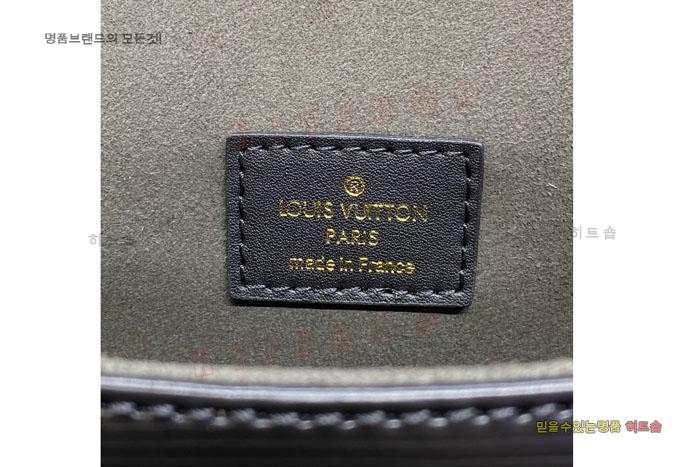 명품브랜드의 모든것!!
®
LOUIS VUITTON
PARIS
made in France
히트숍
믿을수있는명품 히트숍